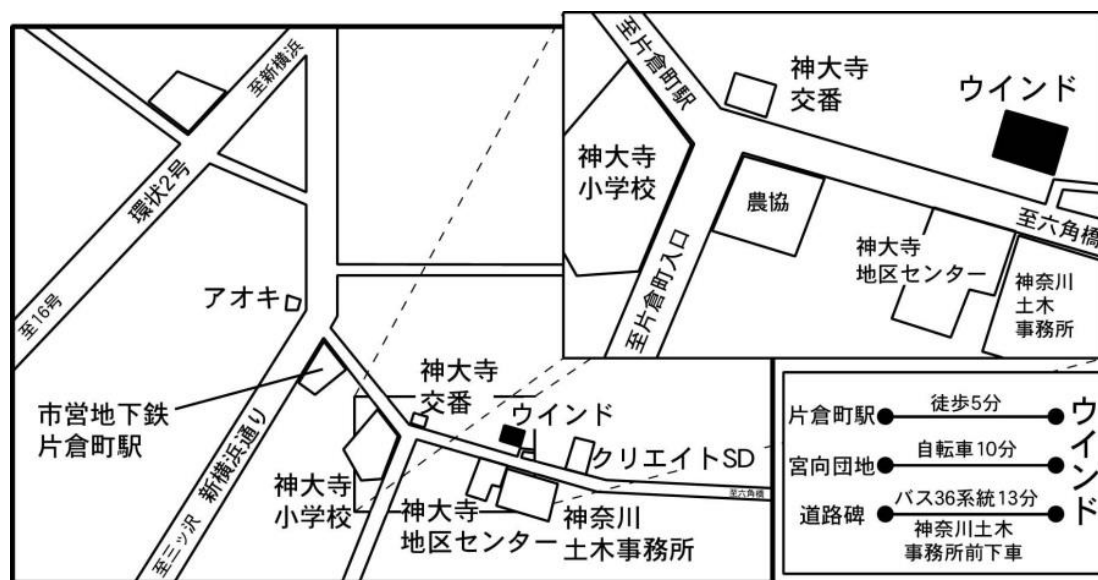 至新横浜
環状2号
至16号
アオキ
市営地下鉄
片倉町駅
新横浜通り
至三ッ沢
神大寺
小学校
神大寺
交番
ウインド
クリエイトSD
至六角橋
神大寺
地区センター
神奈川
土木事務所
至片倉町駅
神大寺
交番
ウインド
神大寺
小学校
農協
至六角橋
至片倉町入口
神大寺
地区センター
神奈川
土木
事務所
片倉町駅
徒歩5分
宮向団地
自転車10分
道路碑
バス36系統13分
神奈川土木
事務所前下車
ウインド